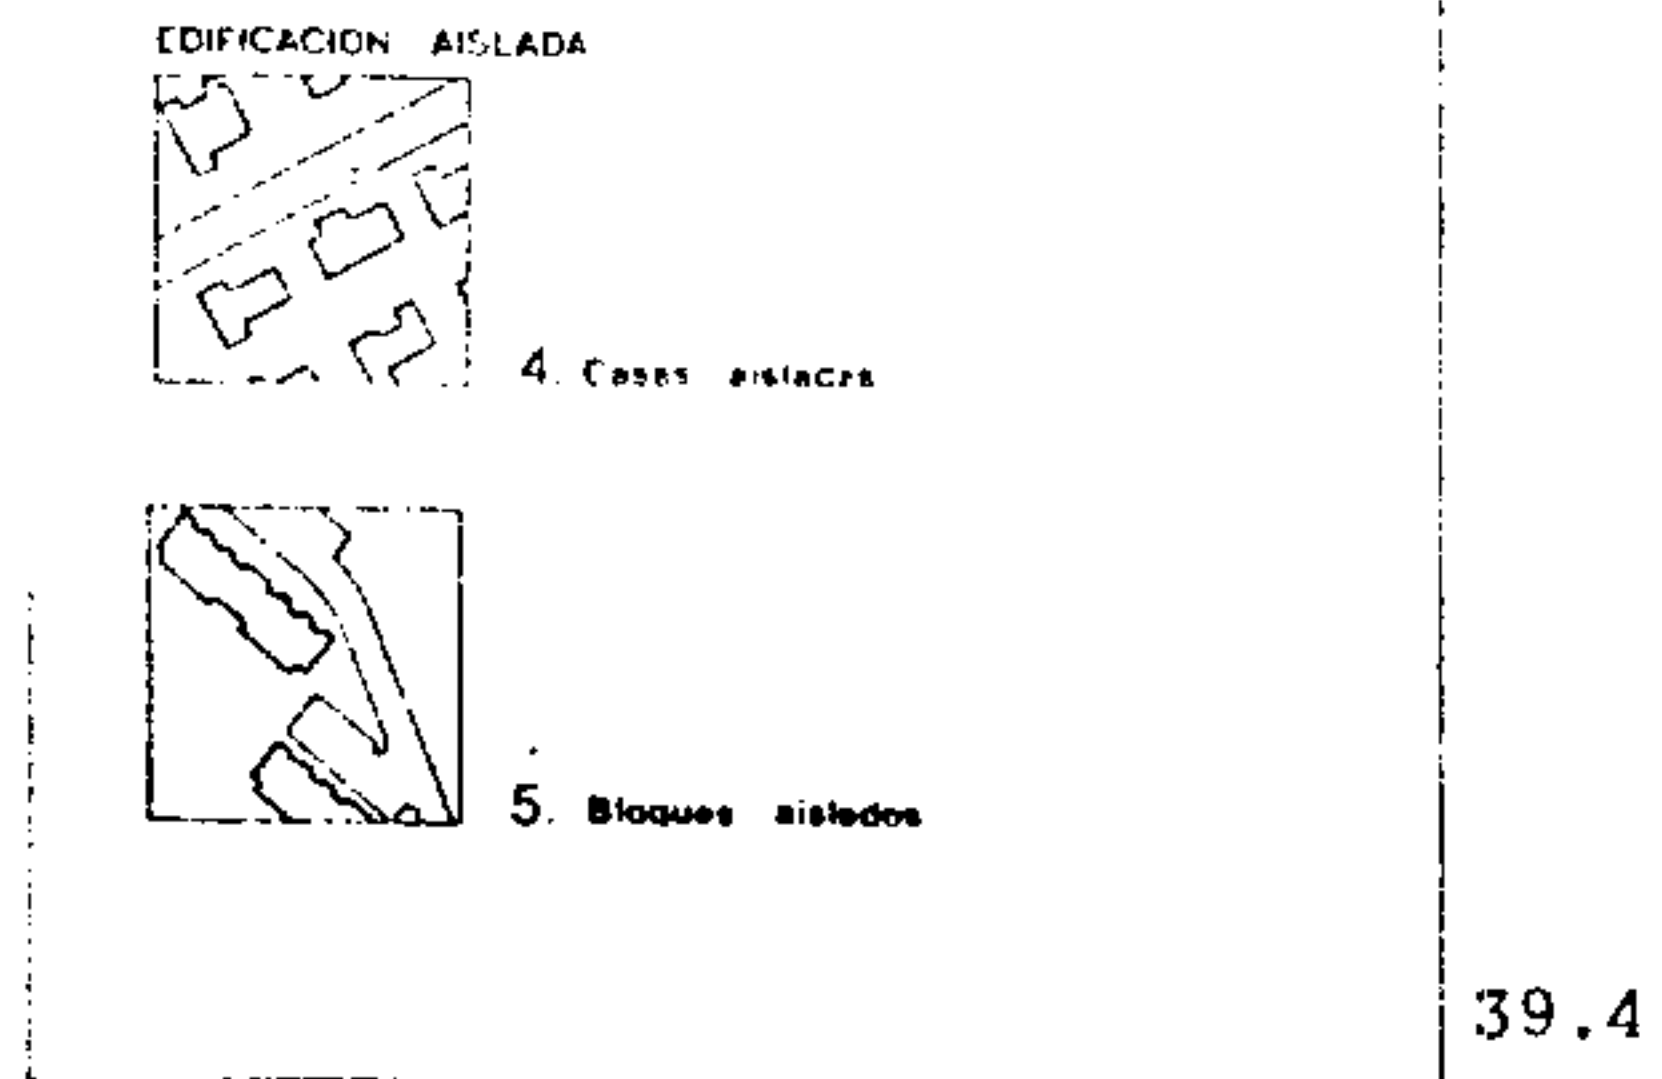 EDIFICACION AISLADA
4. Casas aisladas
5. Bloques aislados
39.4